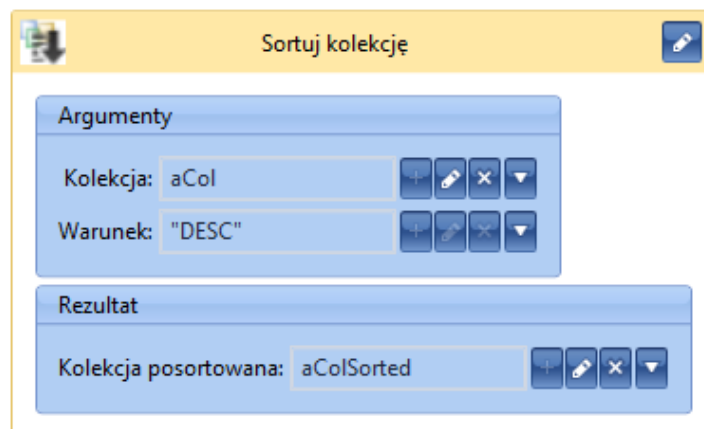 Sortuj kolekcję
Argumenty
Kolekcja: aCol
Warunek: "DESC"
Rezultat
Kolekcja posortowana: aColSorted